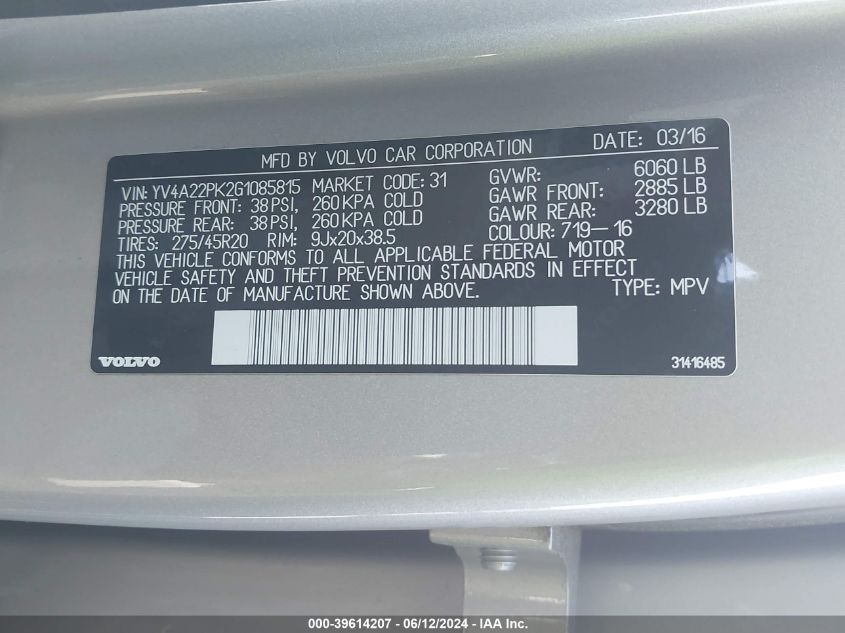 MFD BY VOLVO CAR CORPORATION DATE: 03/16
VIN: YV4A22PK2G1085815 MARKET CODE: 31 GVWR: 6060 LB
PRESSURE FRONT: 38 PSI, 260 KPA COLD GAWR FRONT: 2885 LB
PRESSURE REAR: 38 PSI, 260 KPA COLD GAWR REAR: 3280 LB
TIRES: 275/45R20 RIM: 9Jx20x38.5 COLOUR: 719-16
THIS VEHICLE CONFORMS TO ALL APPLICABLE FEDERAL MOTOR
VEHICLE SAFETY AND THEFT PREVENTION STANDARDS IN EFFECT
ON THE DATE OF MANUFACTURE SHOWN ABOVE. TYPE: MPV
VOLVO 31416485
000-39614207 - 06/12/2024 - IAA Inc.